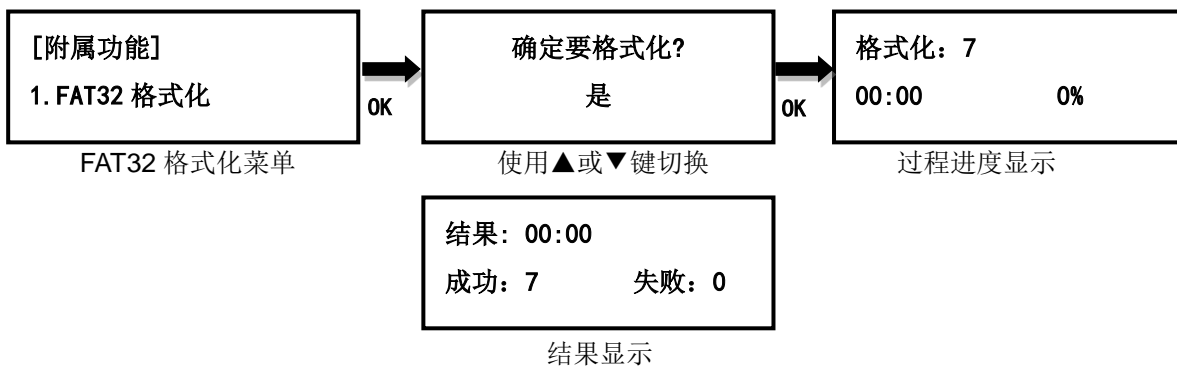 [附属功能]
1.FAT32 格式化
OK
确定要格式化?
是
OK
格式化: 7
00:00 0%
FAT32 格式化菜单
使用▲或▼键切换
过程进度显示
结果: 00:00
成功: 7 失败: 0
结果显示